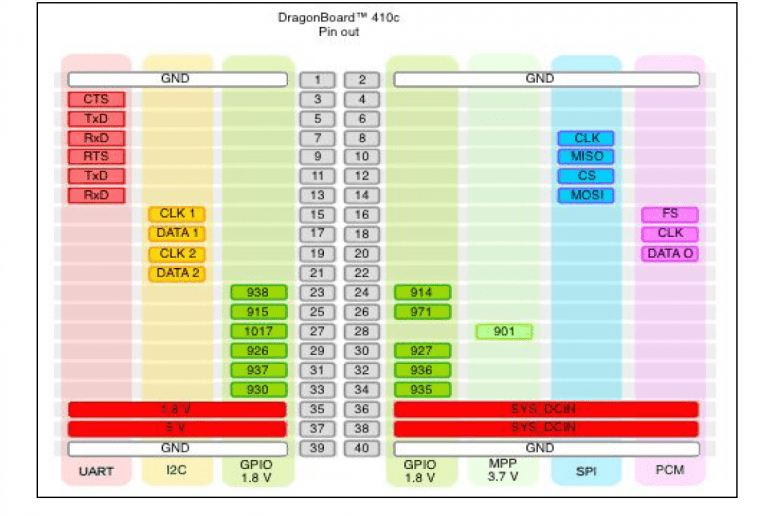 DragonBoard™ 410c
Pin out
GND 1 2 GND
CTS 3 4
TxD 5 6
RxD 7 8 CLK
RTS 9 10 MISO
TxD 11 12 CS
RxD 13 14 MOSI
CLK 1 15 16 FS
DATA 1 17 18 CLK
CLK 2 19 20 DATA O
DATA 2 21 22
938 23 24 914
915 25 26 971
1017 27 28 901
926 29 30 927
937 31 32 936
930 33 34 935
1.8 V 35 36 SYS_DCIN
5 V 37 38 SYS_DCIN
GND 39 40 GND
UART I2C GPIO GPIO MPP SPI PCM
1.8 V 1.8 V 3.7 V